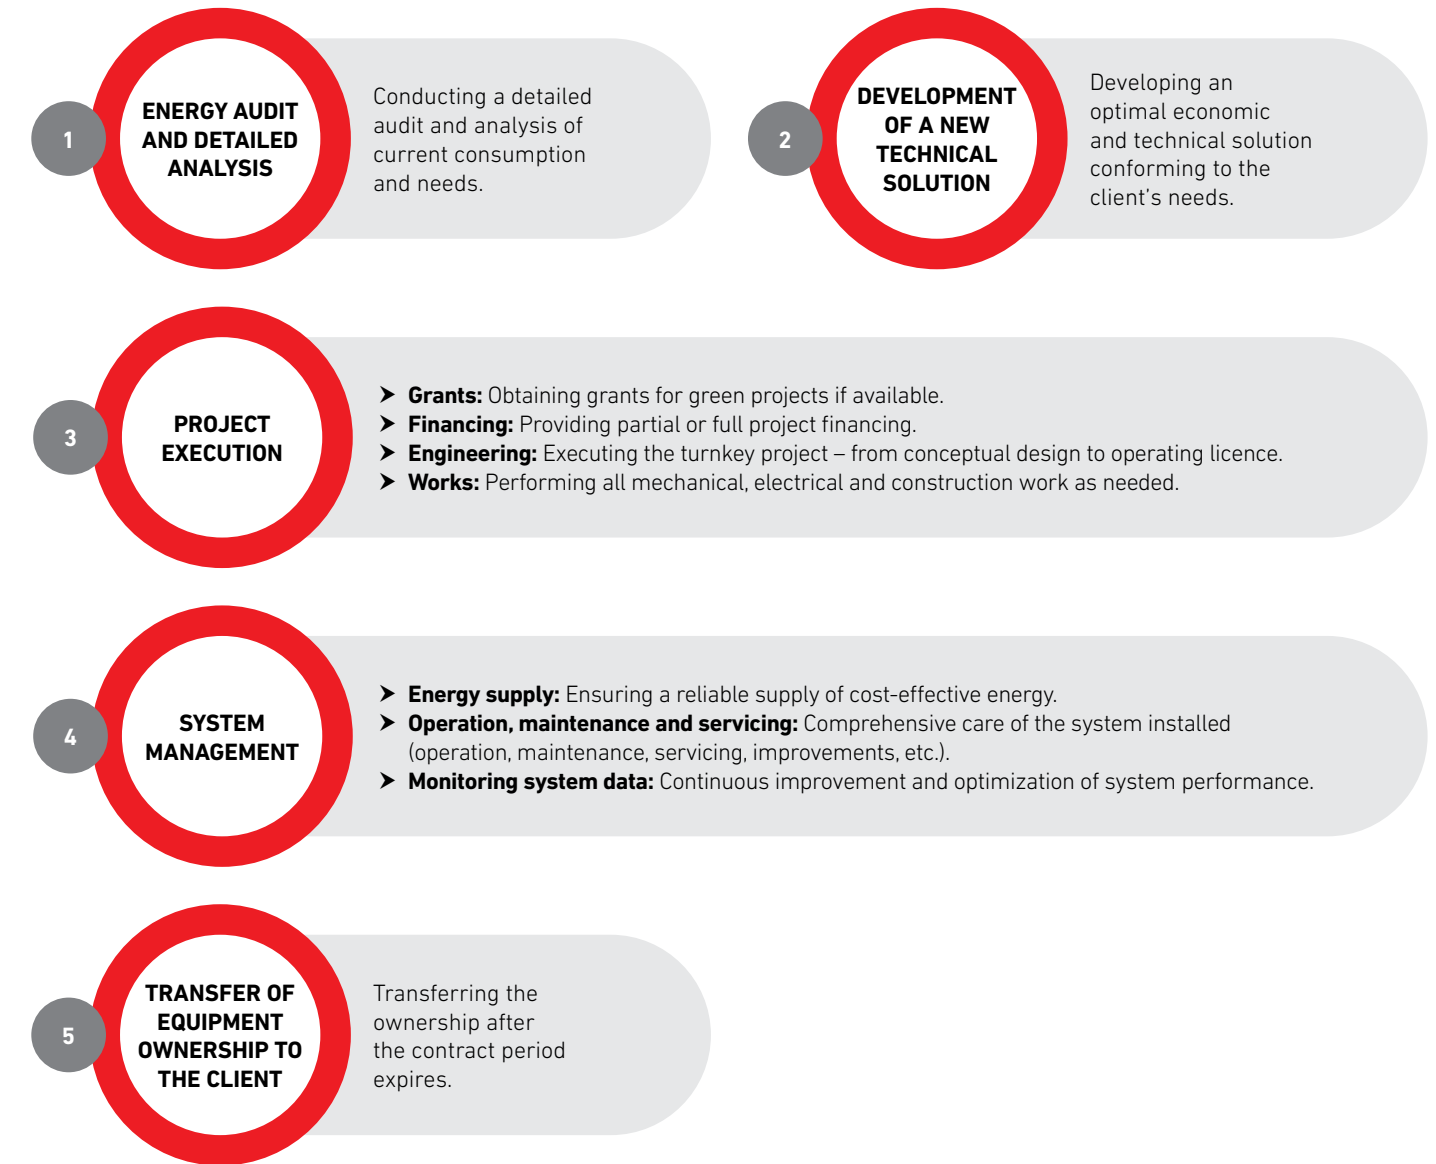 1
ENERGY AUDIT
AND DETAILED
ANALYSIS
Conducting a detailed
audit and analysis of
current consumption
and needs.
2
DEVELOPMENT
OF A NEW
TECHNICAL
SOLUTION
Developing an
optimal economic
and technical solution
conforming to the
client's needs.
3
PROJECT
EXECUTION
➤ Grants: Obtaining grants for green projects if available.
➤ Financing: Providing partial or full project financing.
➤ Engineering: Executing the turnkey project – from conceptual design to operating licence.
➤ Works: Performing all mechanical, electrical and construction work as needed.
4
SYSTEM
MANAGEMENT
➤ Energy supply: Ensuring a reliable supply of cost-effective energy.
➤ Operation, maintenance and servicing: Comprehensive care of the system installed
(operation, maintenance, servicing, improvements, etc.).
➤ Monitoring system data: Continuous improvement and optimization of system performance.
5
TRANSFER OF
EQUIPMENT
OWNERSHIP TO
THE CLIENT
Transferring the
ownership after
the contract period
expires.